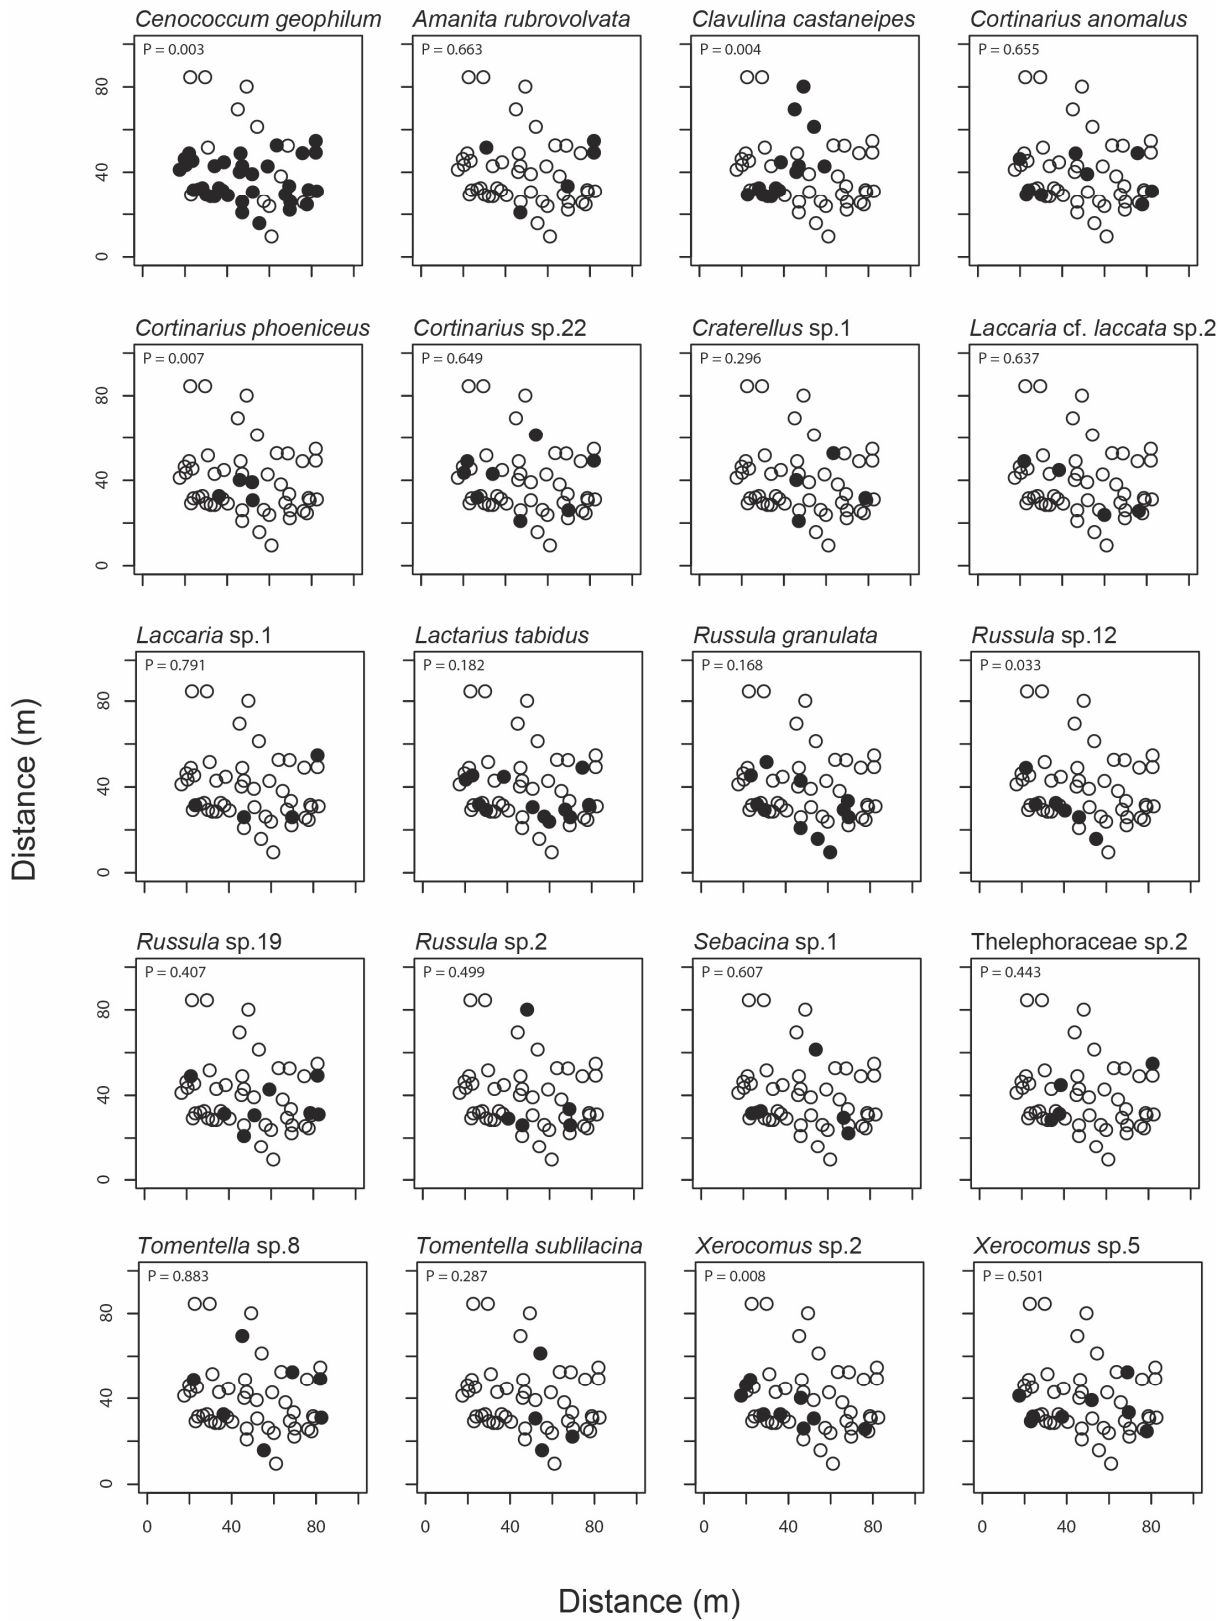 Cenococcum geophilum
Amanita rubrovolvata
Clavulina castaneipes
Cortinarius anomalus
P = 0.003
P = 0.663
P = 0.004
P = 0.655
80
40
0
Cortinarius phoeniceus
Cortinarius sp.22
Craterellus sp.1
Laccaria cf. laccata sp.2
P = 0.007
P = 0.649
P = 0.296
P = 0.637
80
40
0
Laccaria sp.1
Lactarius tabidus
Russula granulata
Russula sp.12
P = 0.791
P = 0.182
P = 0.168
P = 0.033
80
40
0
Distance (m)
Russula sp.19
Russula sp.2
Sebacina sp.1
Thelephoraceae sp.2
P = 0.407
P = 0.499
P = 0.607
P = 0.443
80
40
0
Tomentella sp.8
Tomentella sublilacina
Xerocomus sp.2
Xerocomus sp.5
P = 0.883
P = 0.287
P = 0.008
P = 0.501
80
40
0
0 40 80
0 40 80
0 40 80
0 40 80
Distance (m)